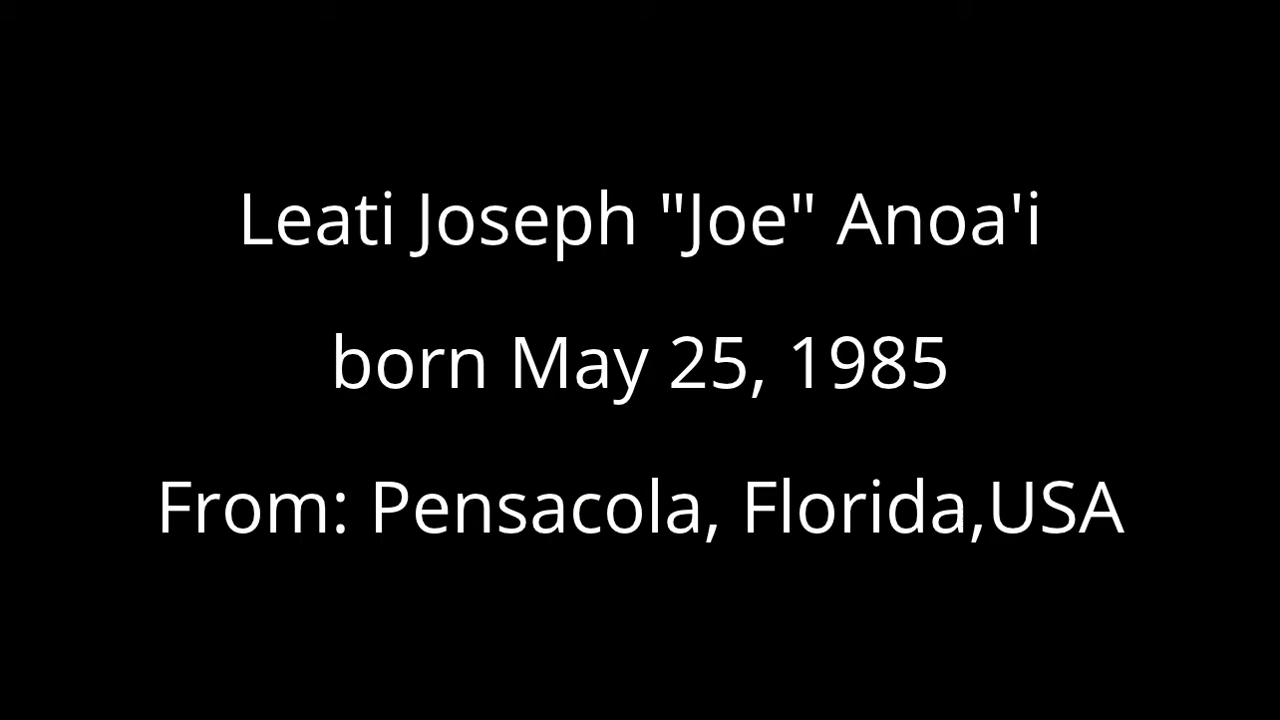 Leati Joseph "Joe" Anoa'i
born May 25, 1985
From: Pensacola, Florida,USA